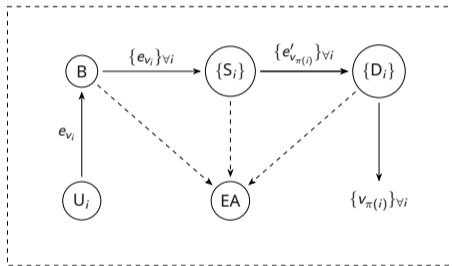 {e_{v_i}}_{∀i} {e'_{v_{π(i)}}}_{∀i}
B {S_i} {D_i}
e_{v_i}
U_i EA {v_{π(i)}}_{∀i}